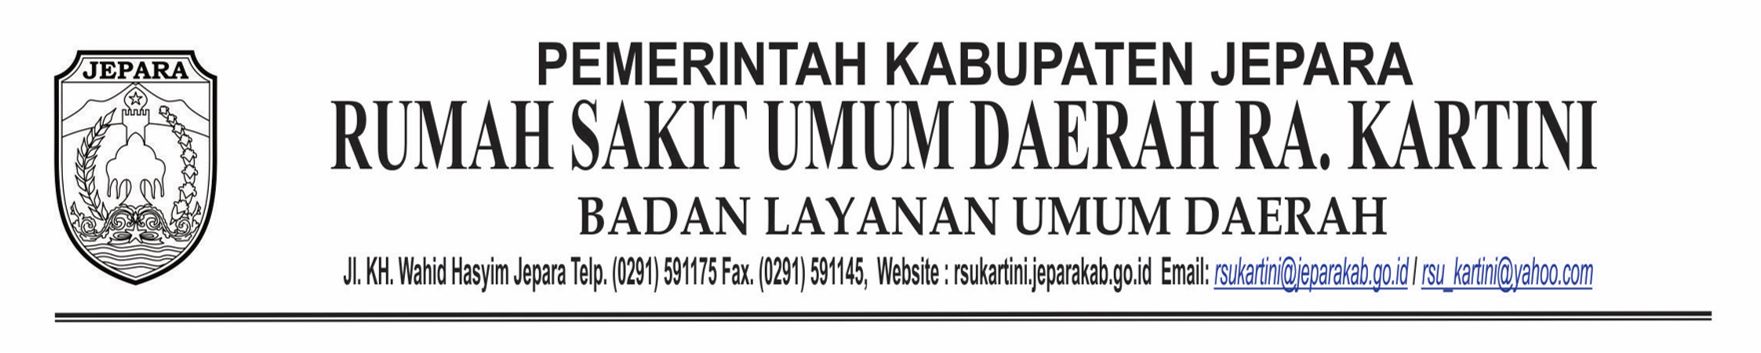 JEPARA
PEMERINTAH KABUPATEN JEPARA
RUMAH SAKIT UMUM DAERAH RA. KARTINI
BADAN LAYANAN UMUM DAERAH
Jl. KH. Wahid Hasyim Jepara Telp. (0291) 591175 Fax. (0291) 591145, Website : rsukartini.jeparakab.go.id Email: rsukartini@jeparakab.go.id / rsu_kartini@yahoo.com